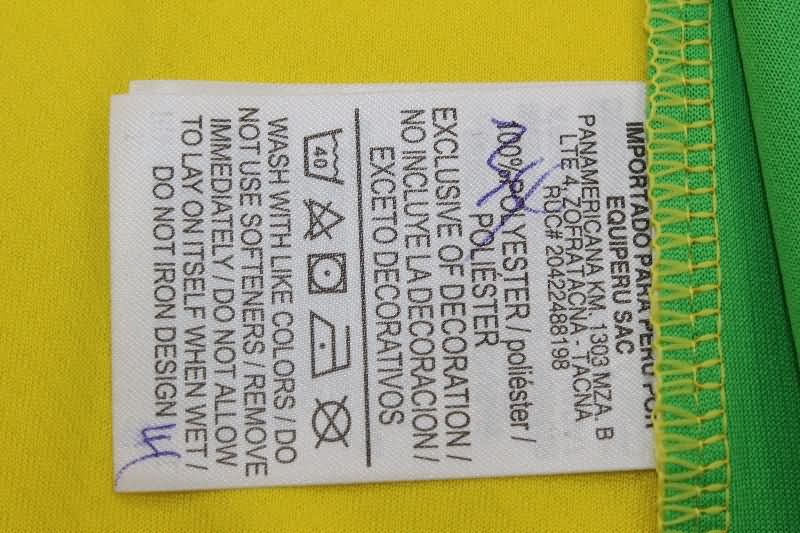 IMPORTADO PARA PERU POR
EQUIPERU SAC
PANAMERICANA KM. 1303 MZA. B
LTE 4, ZOFRATACNA - TACNA
RUC# 20422488198
100%POLYESTER / poliéster /
POLIÉSTER
EXCLUSIVE OF DECORATION /
NO INCLUYE LA DECORACION /
EXCETO DECORATIVOS
40
WASH WITH LIKE COLORS / DO
NOT USE SOFTENERS / REMOVE
IMMEDIATELY / DO NOT ALLOW
TO LAY ON ITSELF WHEN WET /
DO NOT IRON DESIGN